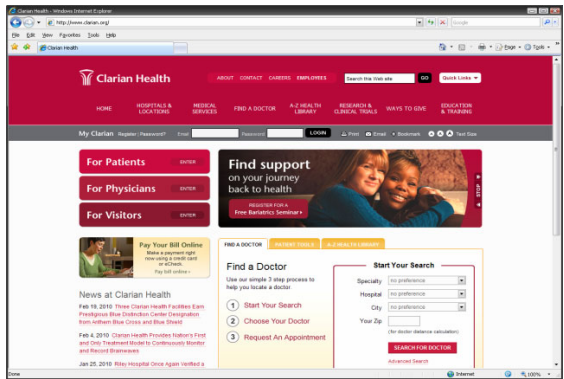 Clarian Health - Windows Internet Explorer
http://www.clarian.org/
Google
File Edit View Favorites Tools Help
Clarian Health
Page Tools
Clarian Health
ABOUT CONTACT CAREERS EMPLOYEES
Search this Web site
GO
Quick Links
HOME
HOSPITALS &
LOCATIONS
MEDICAL
SERVICES
FIND A DOCTOR
A-Z HEALTH
LIBRARY
RESEARCH &
CLINICAL TRIALS
WAYS TO GIVE
EDUCATION
& TRAINING
My Clarian Register | Password? Email Password LOGIN Print Email Bookmark Text Size
For Patients ENTER
For Physicians ENTER
For Visitors ENTER
Find support
on your journey
back to health
REGISTER FOR A
Free Bariatrics Seminar
STOP
Pay Your Bill Online
Make a payment right
now using a credit card
or eCheck.
Pay bill online
News at Clarian Health
Feb 19, 2010 Three Clarian Health Facilities Earn
Prestigious Blue Distinction Center Designation
from Anthem Blue Cross and Blue Shield
Feb 4, 2010 Clarian Health Provides Nation's First
and Only Treatment Model to Continuously Monitor
and Record Brainwaves
Jan 25, 2010 Riley Hospital Once Again Verified a
FIND A DOCTOR PATIENT TOOLS A-Z HEALTH LIBRARY
Find a Doctor
Use our simple 3 step process to
help you locate a doctor.
1 Start Your Search
2 Choose Your Doctor
3 Request An Appointment
Start Your Search
Specialty no preference
Hospital no preference
City no preference
Your Zip
(for doctor distance calculation)
SEARCH FOR DOCTOR
Advanced Search
Done
Internet
100%